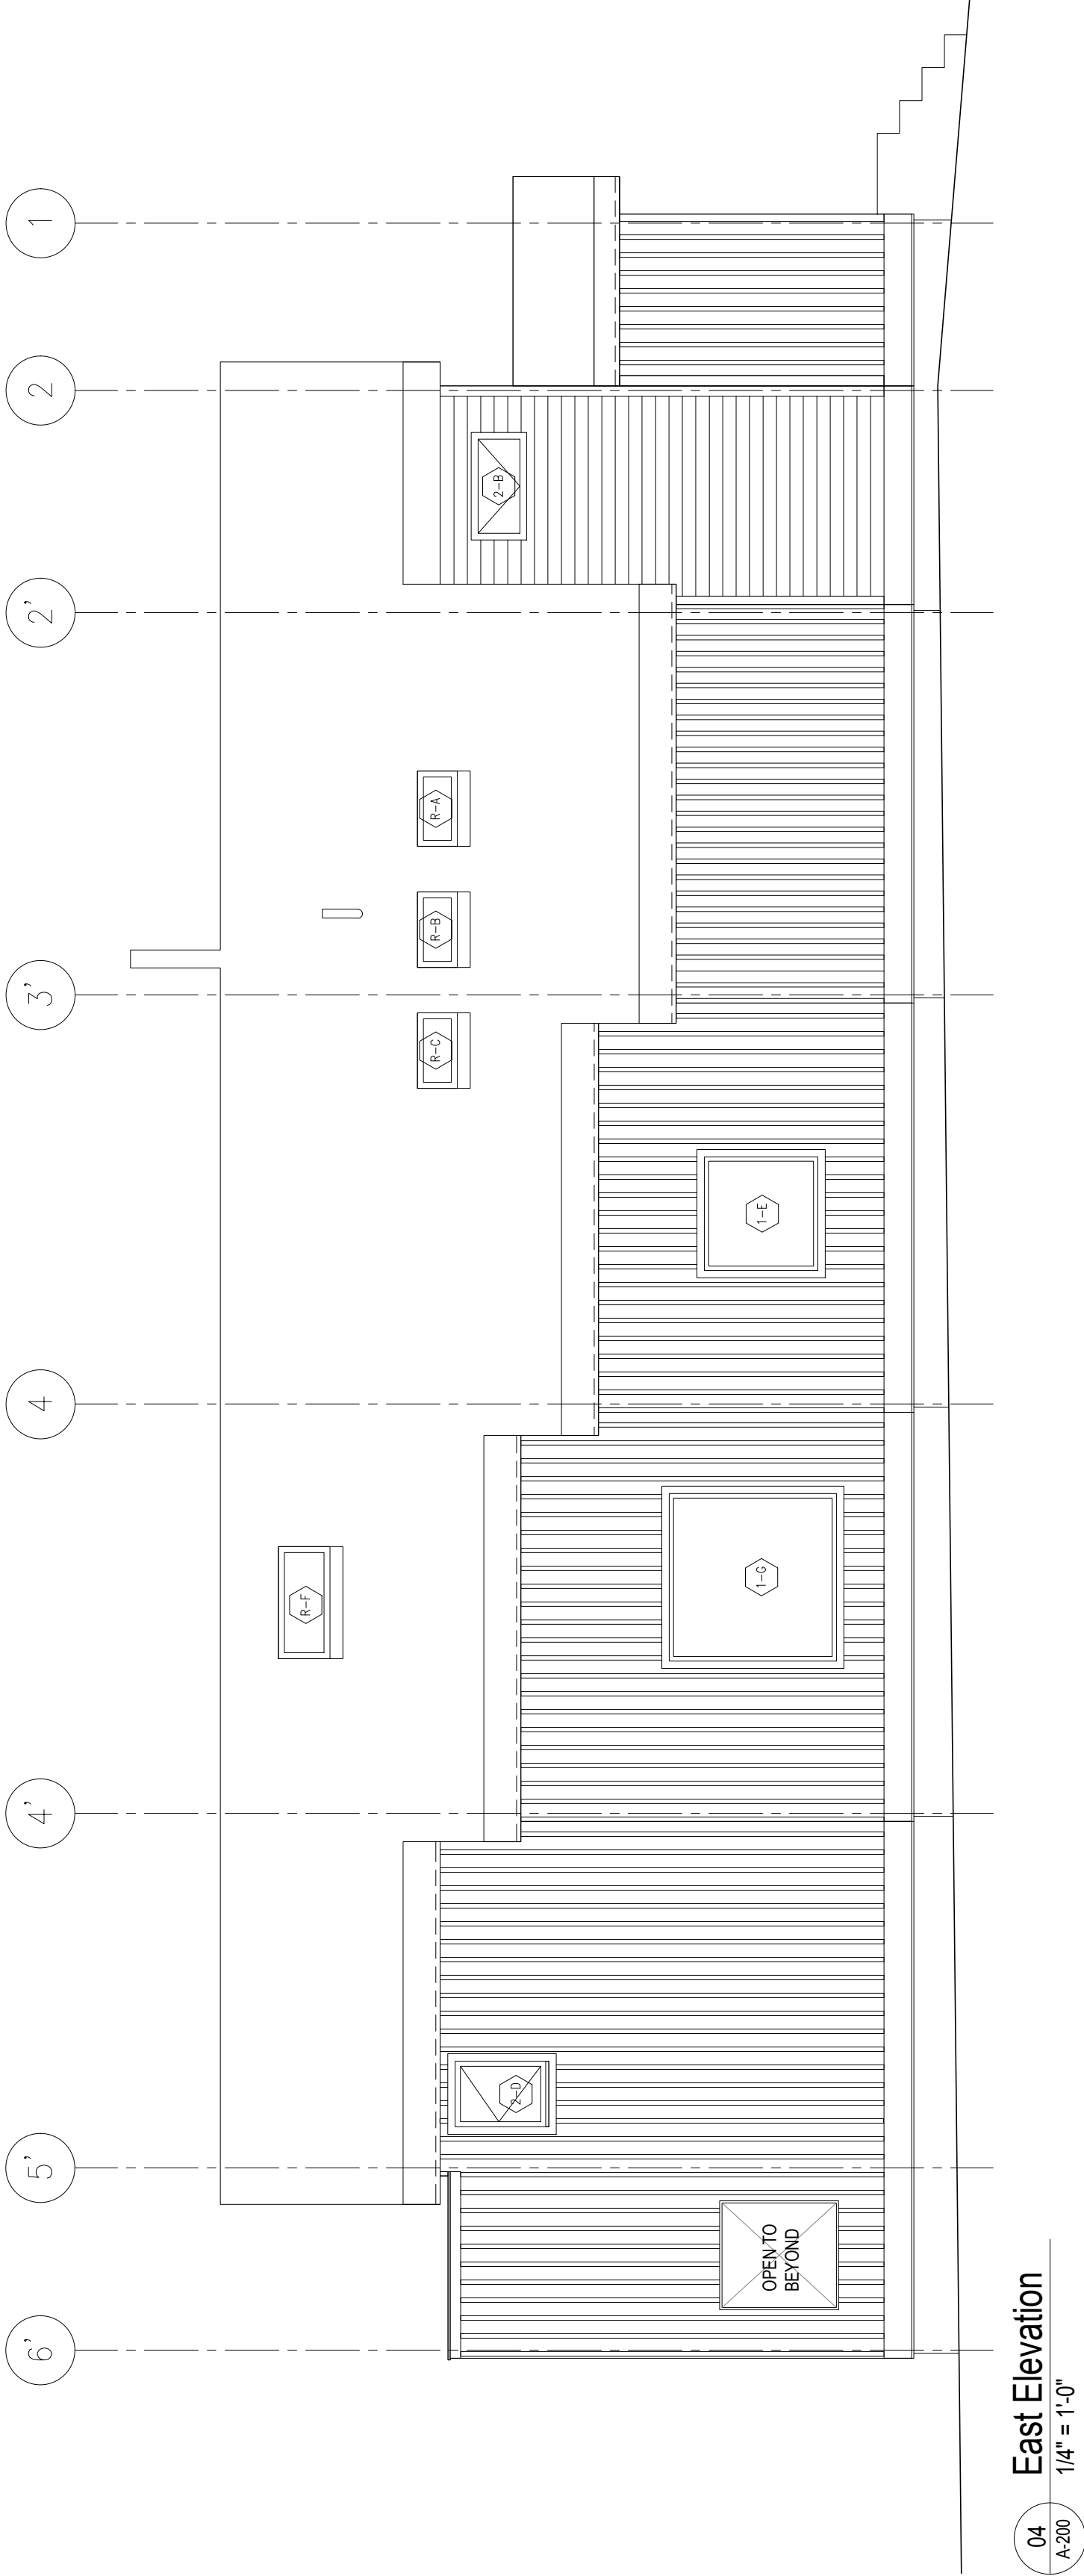 6'
5'
4'
4
3'
2'
2
1
R-F
R-C
R-B
R-A
2-B
2-D
1-G
1-E
OPEN TO
BEYOND
04
A-200
East Elevation
1/4" = 1'-0"